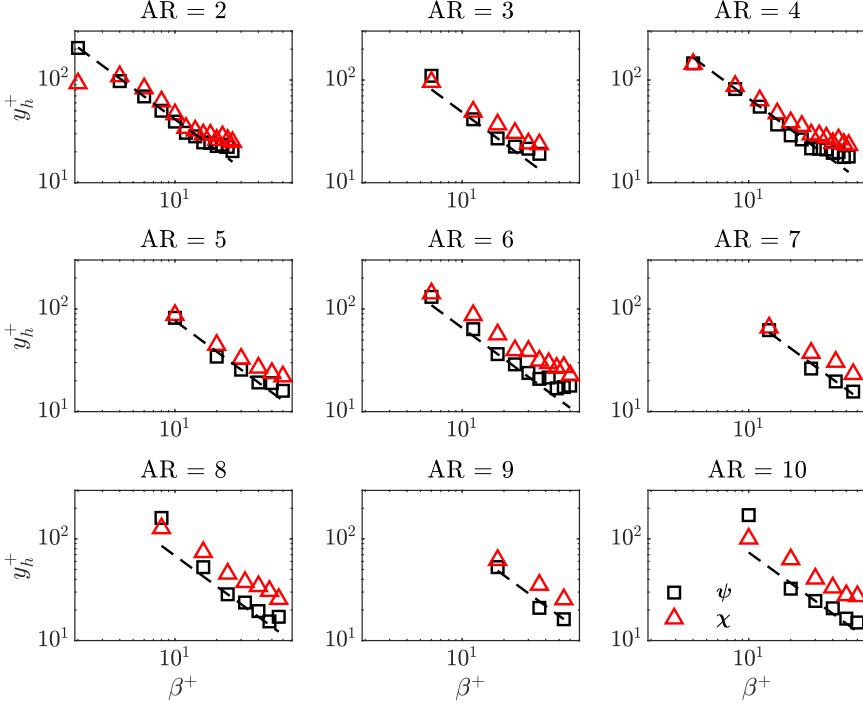 AR = 2
AR = 3
AR = 4
y_h^+
10^2
10^1
10^1
10^2
10^1
10^1
10^2
10^1
10^1
AR = 5
AR = 6
AR = 7
y_h^+
10^2
10^1
10^1
10^2
10^1
10^1
10^2
10^1
10^1
AR = 8
AR = 9
AR = 10
y_h^+
10^2
10^1
10^1
10^2
10^1
10^1
10^2
10^1
10^1
ψ
χ
β^+
β^+
β^+